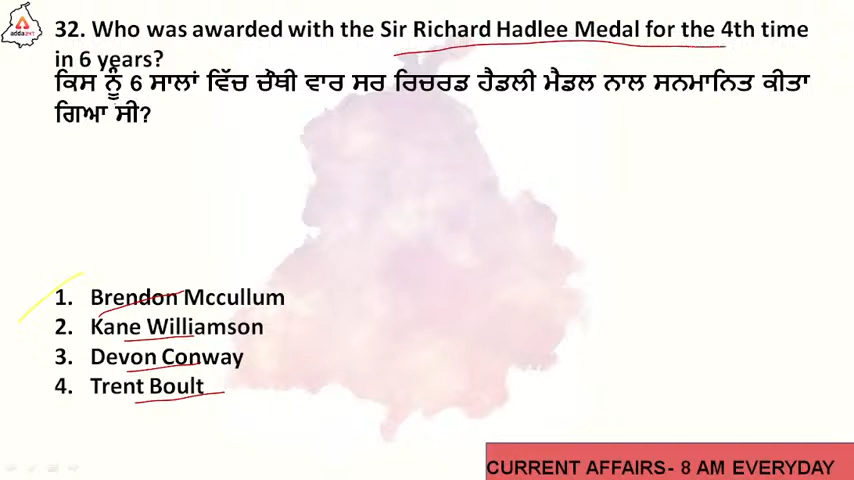 adda247
32. Who was awarded with the Sir Richard Hadlee Medal for the 4th time
in 6 years?
ਕਿਸ ਨੂੰ 6 ਸਾਲਾਂ ਵਿੱਚ ਚੌਥੀ ਵਾਰ ਸਰ ਰਿਚਰਡ ਹੈਡਲੀ ਮੈਡਲ ਨਾਲ ਸਨਮਾਨਿਤ ਕੀਤਾ
ਗਿਆ ਸੀ?
1. Brendon Mccullum
2. Kane Williamson
3. Devon Conway
4. Trent Boult
CURRENT AFFAIRS- 8 AM EVERYDAY